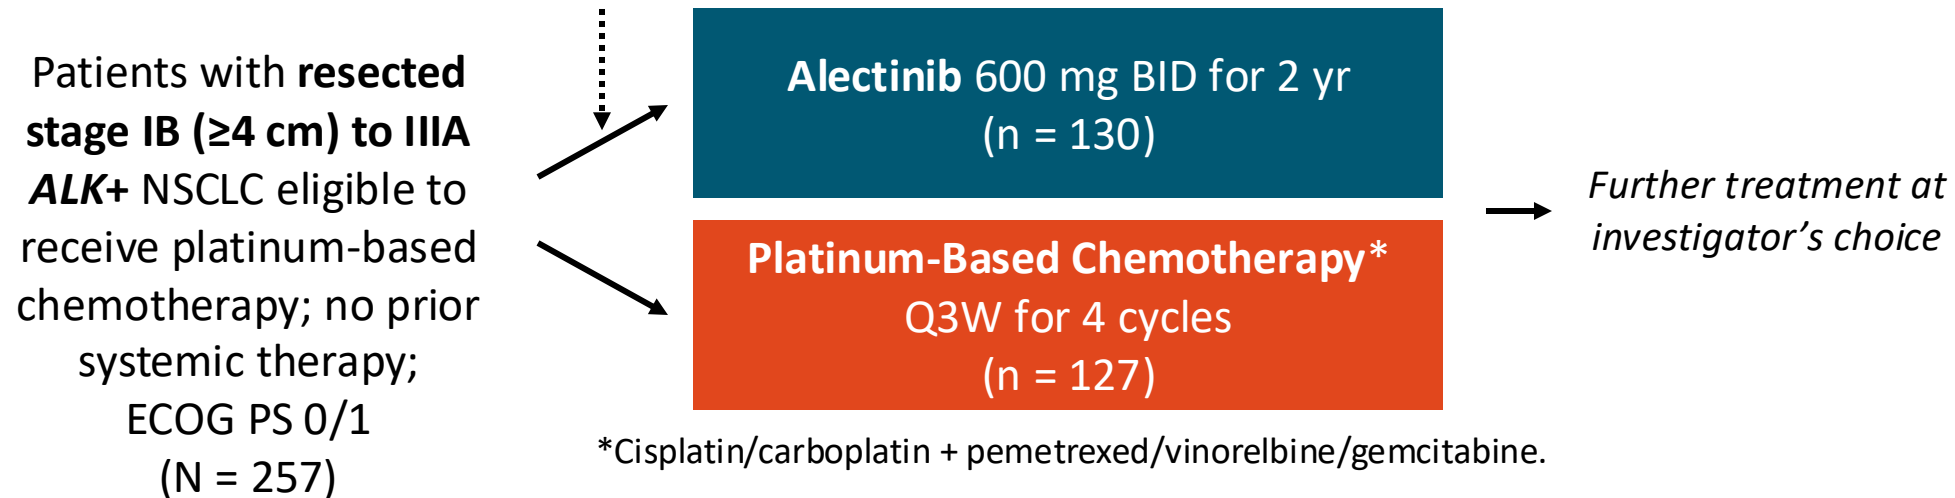 Patients with resected
stage IB (≥4 cm) to IIIA
ALK+ NSCLC eligible to
receive platinum-based
chemotherapy; no prior
systemic therapy;
ECOG PS 0/1
(N = 257)
Alectinib 600 mg BID for 2 yr
(n = 130)
Platinum-Based Chemotherapy*
Q3W for 4 cycles
(n = 127)
Further treatment at
investigator’s choice
*Cisplatin/carboplatin + pemetrexed/vinorelbine/gemcitabine.